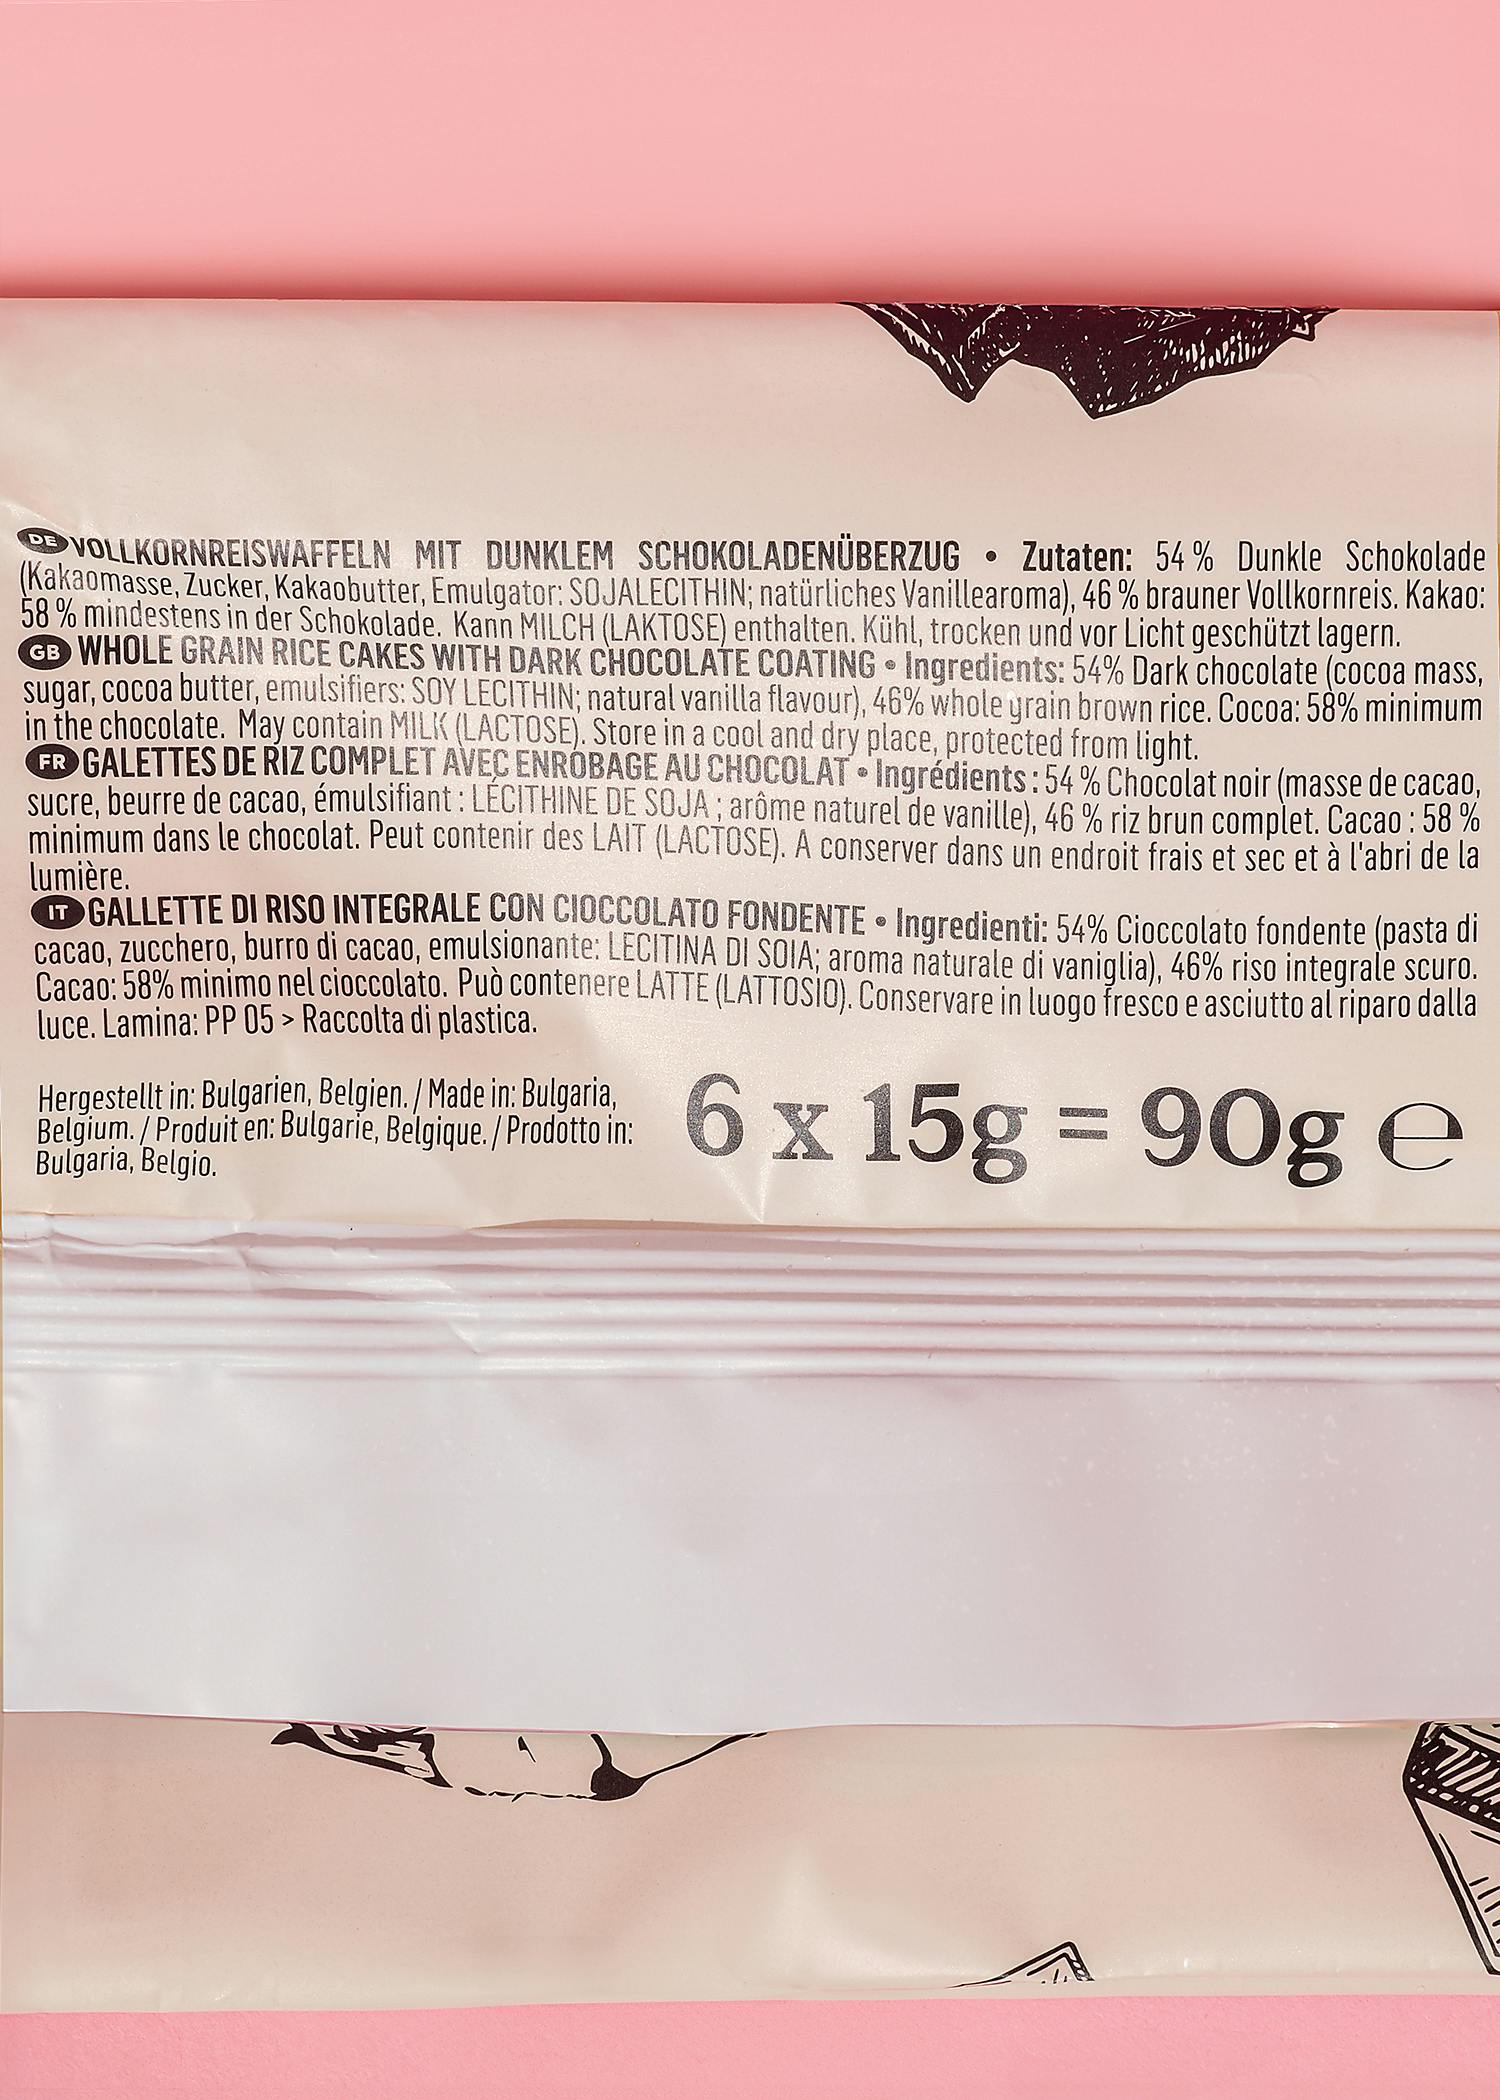 DE VOLLKORNREISWAFFELN MIT DUNKLEM SCHOKOLADENÜBERZUG • Zutaten: 54 % Dunkle Schokolade
(Kakaomasse, Zucker, Kakaobutter, Emulgator: SOJALECITHIN; natürliches Vanillearoma), 46 % brauner Vollkornreis. Kakao:
58 % mindestens in der Schokolade. Kann MILCH (LAKTOSE) enthalten. Kühl, trocken und vor Licht geschützt lagern.
GB WHOLE GRAIN RICE CAKES WITH DARK CHOCOLATE COATING • Ingredients: 54% Dark chocolate (cocoa mass,
sugar, cocoa butter, emulsifiers: SOY LECITHIN; natural vanilla flavour), 46% whole grain brown rice. Cocoa: 58% minimum
in the chocolate. May contain MILK (LACTOSE). Store in a cool and dry place, protected from light.
FR GALETTES DE RIZ COMPLET AVEC ENROBAGE AU CHOCOLAT • Ingrédients : 54 % Chocolat noir (masse de cacao,
sucre, beurre de cacao, émulsifiant : LÉCITHINE DE SOJA ; arôme naturel de vanille), 46 % riz brun complet. Cacao : 58 %
minimum dans le chocolat. Peut contenir des LAIT (LACTOSE). A conserver dans un endroit frais et sec et à l'abri de la
lumière.
IT GALLETTE DI RISO INTEGRALE CON CIOCCOLATO FONDENTE • Ingredienti: 54% Cioccolato fondente (pasta di
cacao, zucchero, burro di cacao, emulsionante: LECITINA DI SOIA; aroma naturale di vaniglia), 46% riso integrale scuro.
Cacao: 58% minimo nel cioccolato. Può contenere LATTE (LATTOSIO). Conservare in luogo fresco e asciutto al riparo dalla
luce. Lamina: PP 05 > Raccolta di plastica.
Hergestellt in: Bulgarien, Belgien. / Made in: Bulgaria,
Belgium. / Produit en: Bulgarie, Belgique. / Prodotto in:
Bulgaria, Belgio.
6 x 15g = 90g ℮